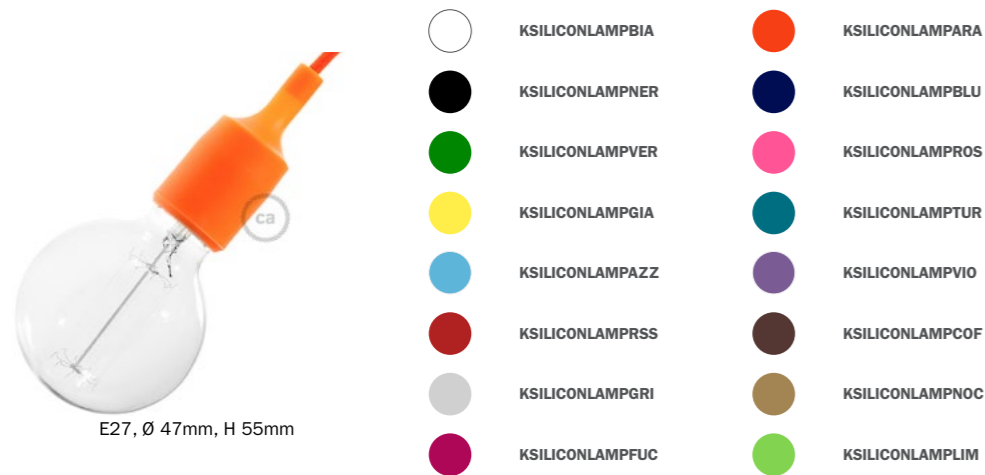 KSILICONLAMPBIA
KSILICONLAMPARA
KSILICONLAMPNER
KSILICONLAMPBLU
KSILICONLAMPVER
KSILICONLAMPROS
KSILICONLAMPGIA
KSILICONLAMPTUR
KSILICONLAMPAZZ
KSILICONLAMPVIO
KSILICONLAMPRSS
KSILICONLAMPCOF
KSILICONLAMPGRI
KSILICONLAMPNOC
KSILICONLAMPFUC
KSILICONLAMPLIM
ca
E27, Ø 47mm, H 55mm